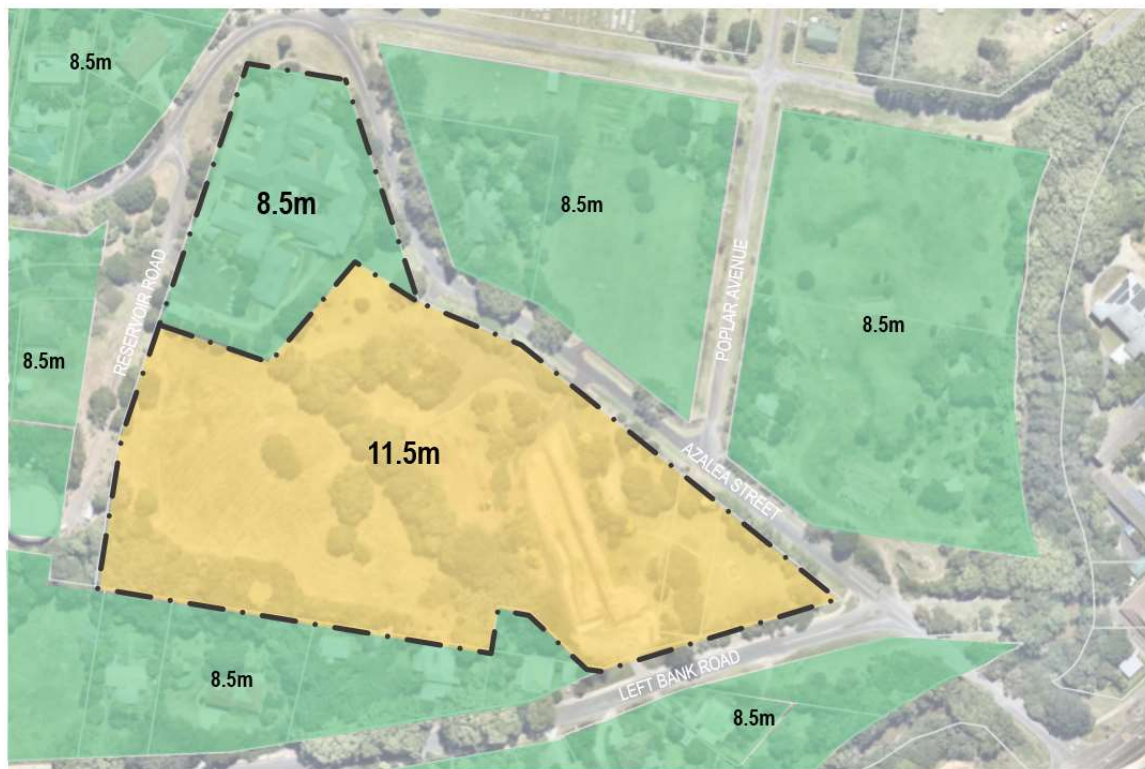 8.5m
8.5m
8.5m
POPLAR AVENUE
RESERVOIR ROAD
8.5m
8.5m
11.5m
AZALEA STREET
LEFT BANK ROAD
8.5m
8.5m